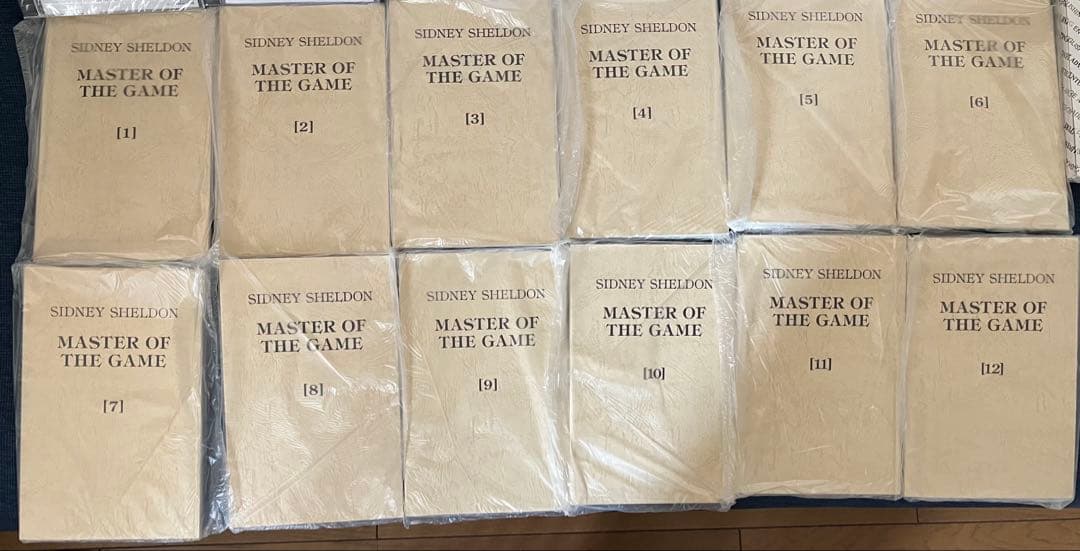 SIDNEY SHELDON
MASTER OF
THE GAME
[1]
SIDNEY SHELDON
MASTER OF
THE GAME
[2]
SIDNEY SHELDON
MASTER OF
THE GAME
[3]
SIDNEY SHELDON
MASTER OF
THE GAME
[4]
SIDNEY SHELDON
MASTER OF
THE GAME
[5]
SIDNEY SHELDON
MASTER OF
THE GAME
[6]
SIDNEY SHELDON
MASTER OF
THE GAME
[7]
SIDNEY SHELDON
MASTER OF
THE GAME
[8]
SIDNEY SHELDON
MASTER OF
THE GAME
[9]
SIDNEY SHELDON
MASTER OF
THE GAME
[10]
SIDNEY SHELDON
MASTER OF
THE GAME
[11]
SIDNEY SHELDON
MASTER OF
THE GAME
[12]